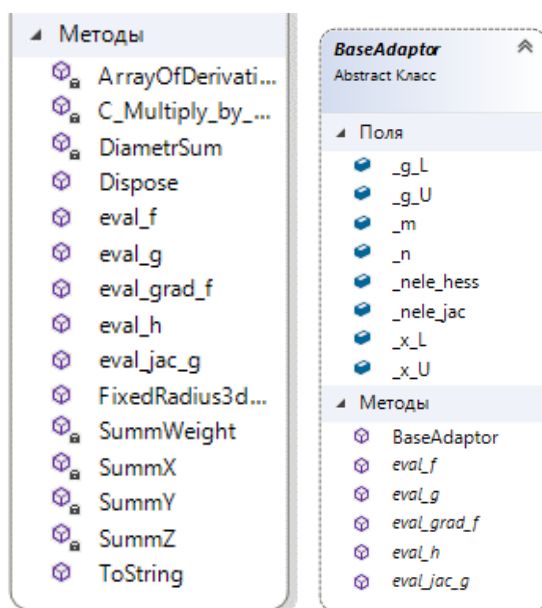 Методы
ArrayOfDerivati...
C_Multiply_by_...
DiametrSum
Dispose
eval_f
eval_g
eval_grad_f
eval_h
eval_jac_g
FixedRadius3d...
SummWeight
SummX
SummY
SummZ
ToString
BaseAdaptor
Abstract Класс
Поля
_g_L
_g_U
_m
_n
_nele_hess
_nele_jac
_x_L
_x_U
Методы
BaseAdaptor
eval_f
eval_g
eval_grad_f
eval_h
eval_jac_g